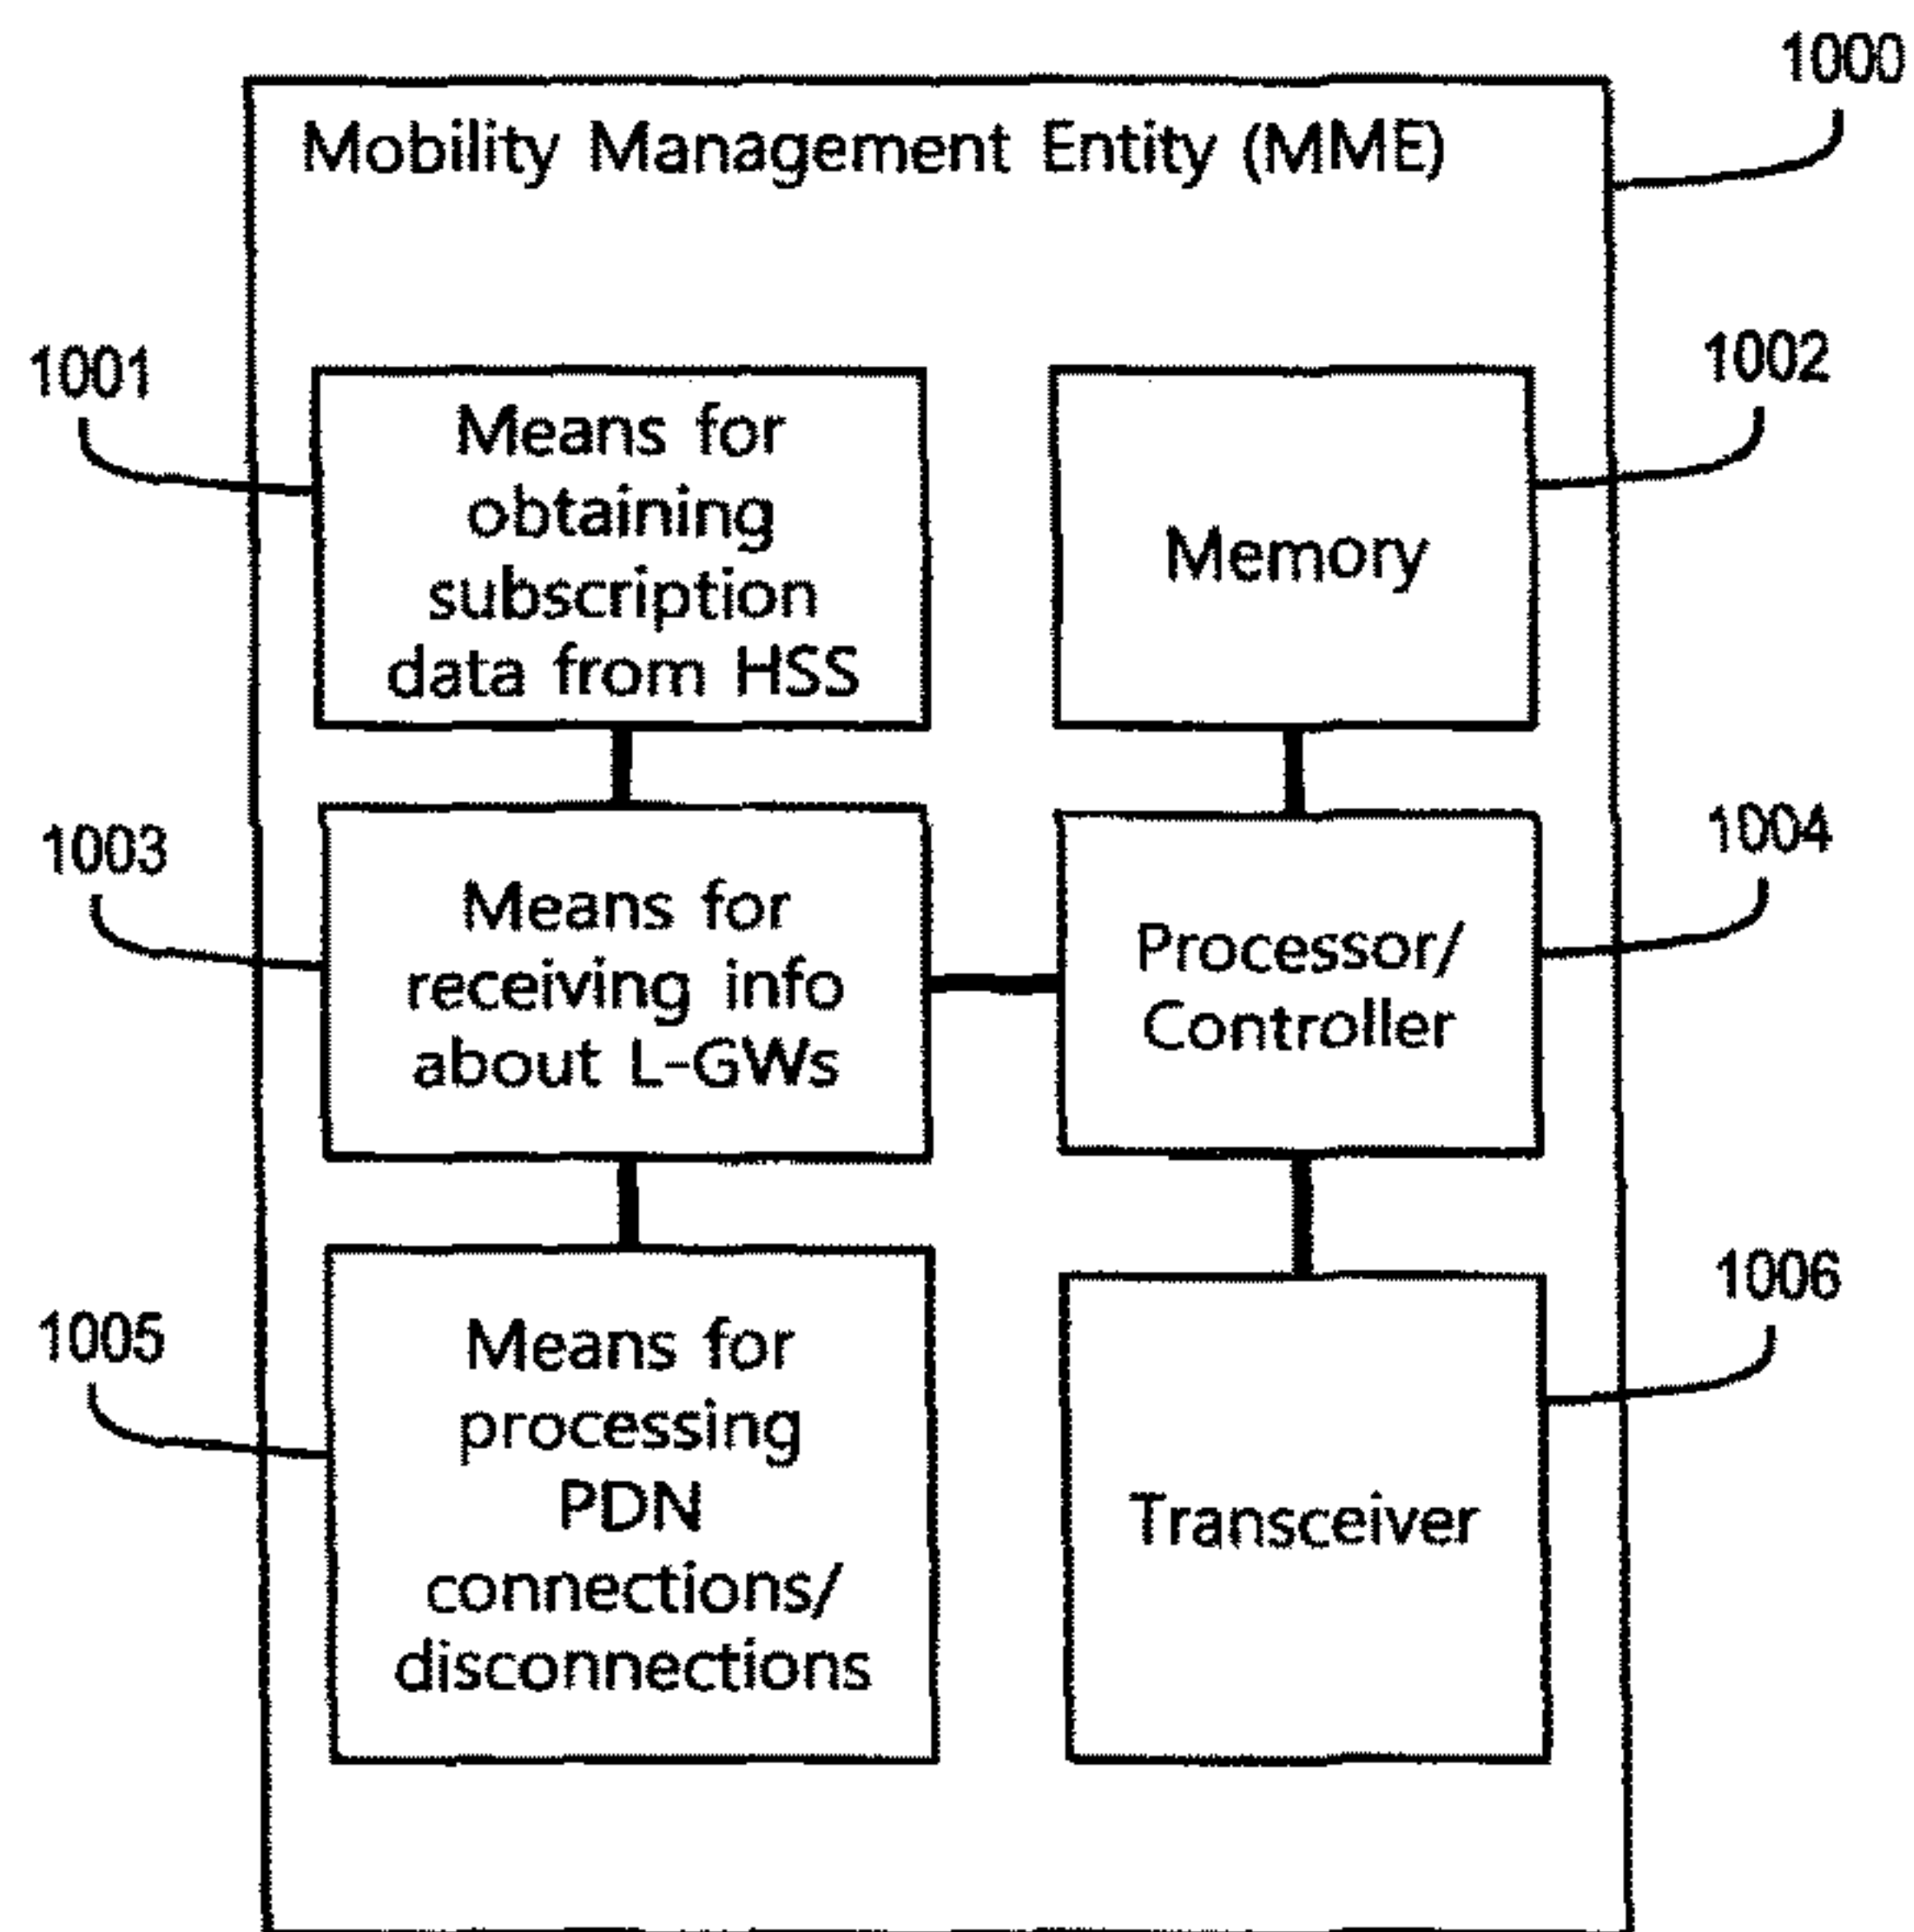 1000
Mobility Management Entity (MME)
1001
Means for
obtaining
subscription
data from HSS
1002
Memory
1003
Means for
receiving info
about L-GWs
1004
Processor/
Controller
1005
Means for
processing
PDN
connections/
disconnections
1006
Transceiver